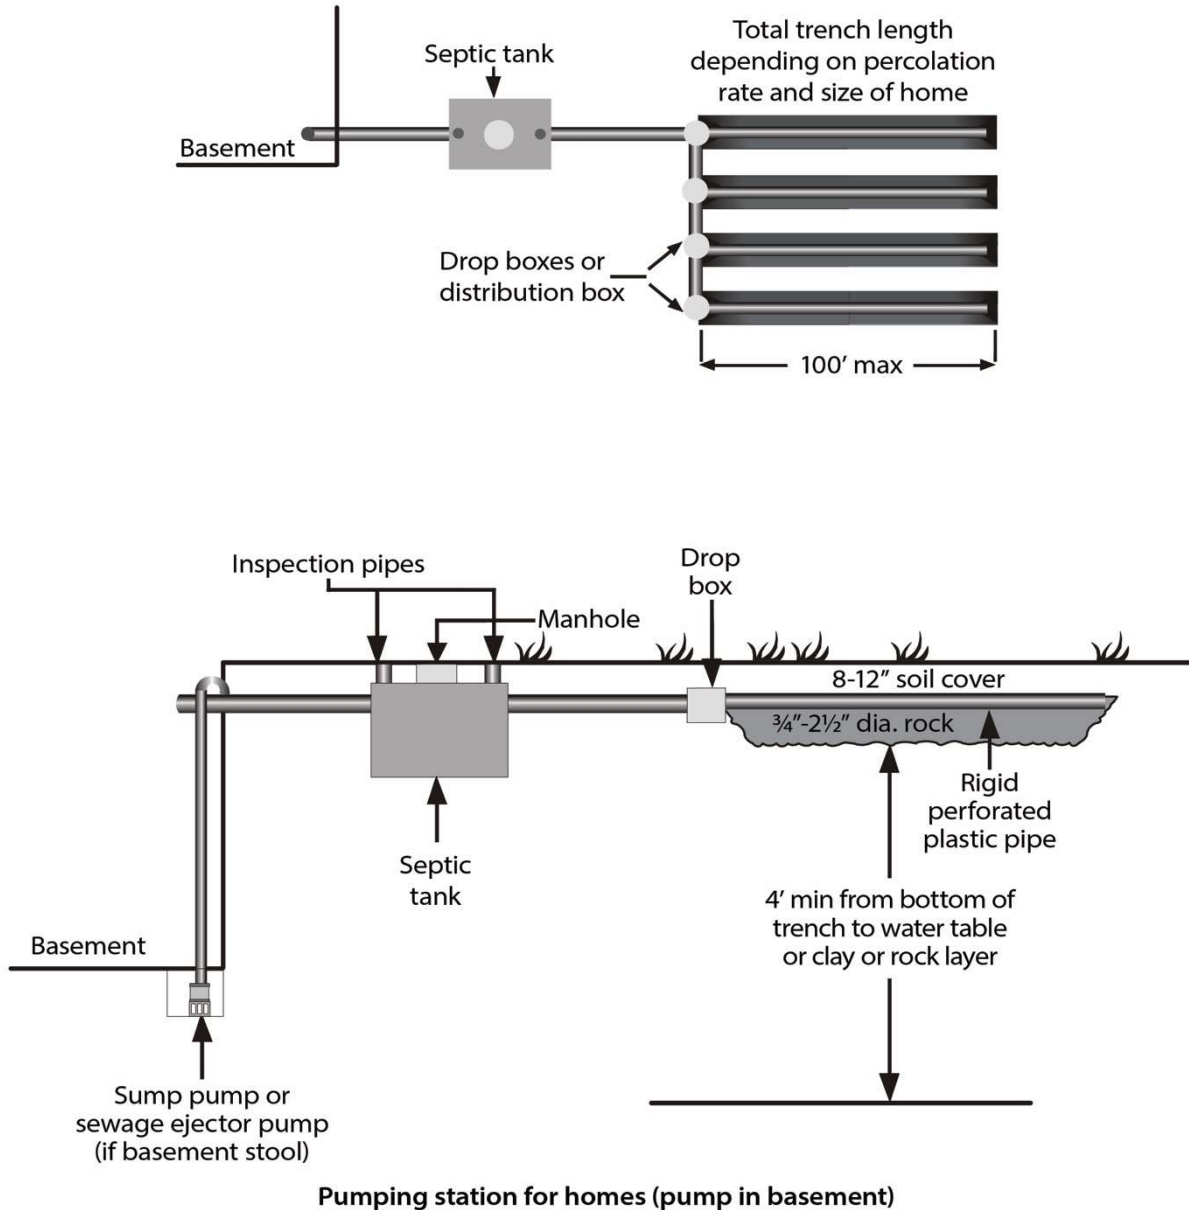 Septic tank
Total trench length
depending on percolation
rate and size of home
Basement
Drop boxes or
distribution box
100’ max
Inspection pipes
Drop
box
Manhole
8-12” soil cover
¾”-2½” dia. rock
Rigid
perforated
plastic pipe
Septic
tank
4’ min from bottom of
trench to water table
or clay or rock layer
Basement
Sump pump or
sewage ejector pump
(if basement stool)
Pumping station for homes (pump in basement)